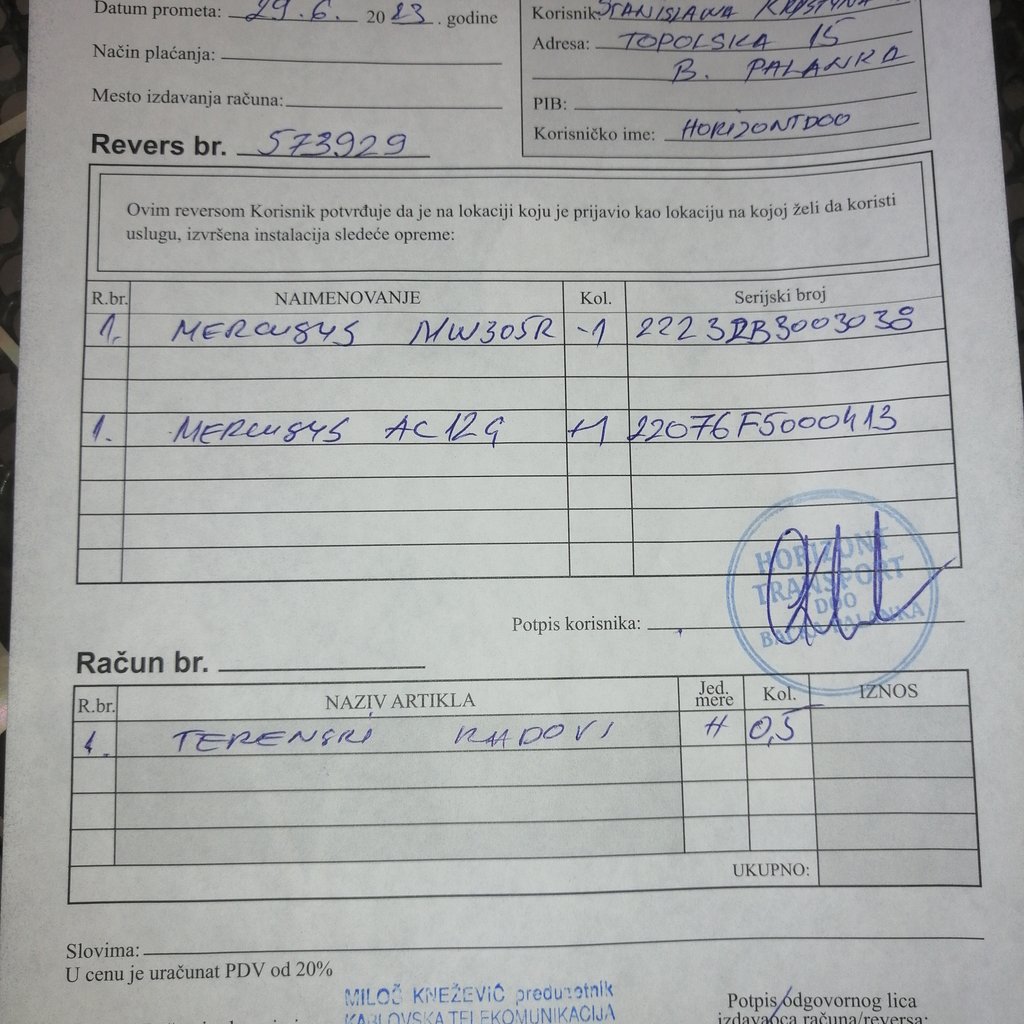 Datum prometa: 29.6. 2023. godine
Način plaćanja:
Mesto izdavanja računa:
Korisnik: STANISLAWA KRYSTYNA
Adresa: TOPOLSKA 15
B. PALANKA
PIB:
Korisničko ime: HORIZONTDOO
Revers br. 573929
Ovim reversom Korisnik potvrđuje da je na lokaciji koju je prijavio kao lokaciju na kojoj želi da koristi
uslugu, izvršena instalacija sledeće opreme:
R.br. NAIMENOVANJE Kol. Serijski broj
1. MERCUSYS MW305R -1 2223RB3003038
1. MERCUSYS AC12G +1 22076F5000413
HORIZONT
TRANSPORT
DOO
BAČKA PALANKA
Potpis korisnika:
Račun br.
R.br. NAZIV ARTIKLA Jed. mere Kol. IZNOS
1. TERENSKI RADOVI H 0,5
UKUPNO:
Slovima:
U cenu je uračunat PDV od 20%
MILOŠ KNEŽEVIĆ preduzetnik
KABLOVSKA TELEKOMUNIKACIJA
Potpis odgovornog lica
izdavaoca računa/reversa: